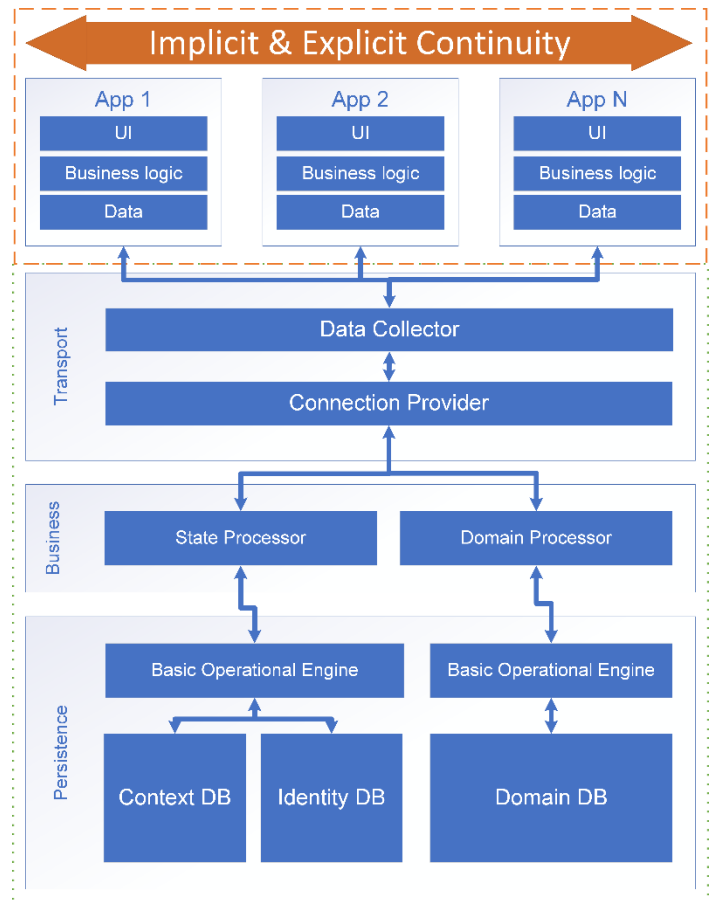 Implicit & Explicit Continuity
App 1
App 2
App N
UI
UI
UI
Business logic
Business logic
Business logic
Data
Data
Data
Transport
Data Collector
Connection Provider
Business
State Processor
Domain Processor
Persistence
Basic Operational Engine
Basic Operational Engine
Context DB
Identity DB
Domain DB